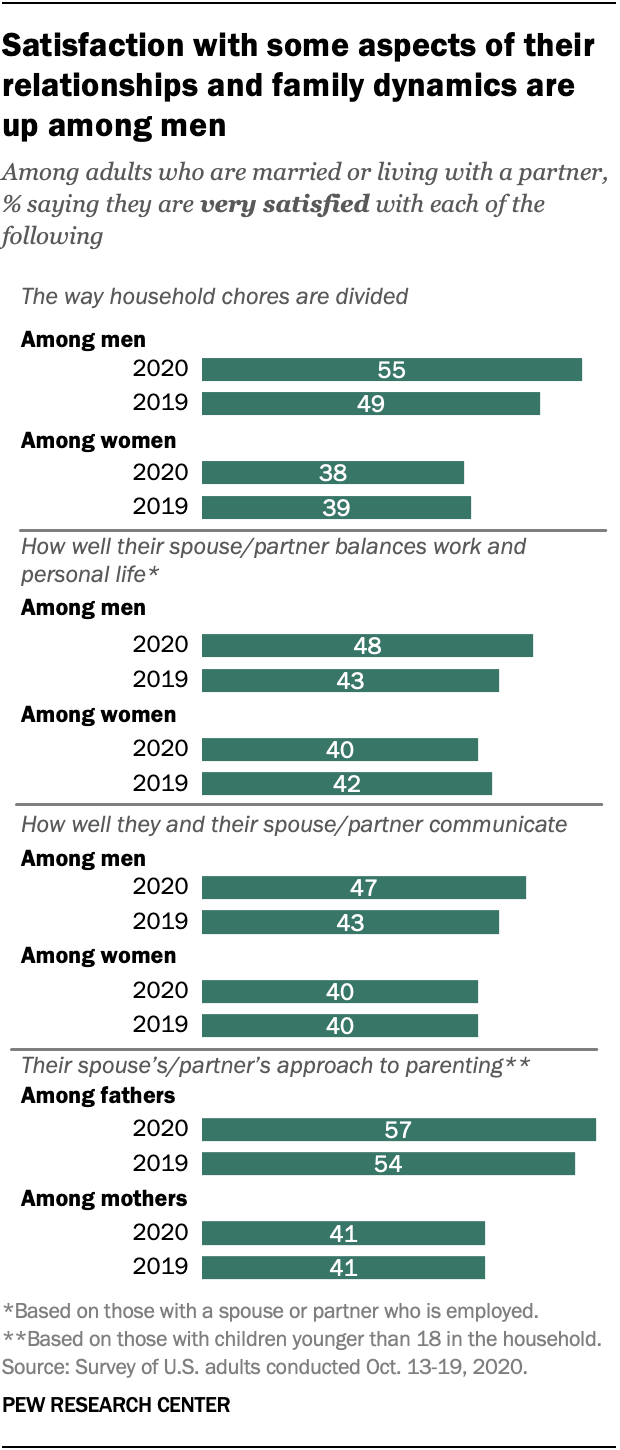 Satisfaction with some aspects of their
relationships and family dynamics are
up among men
Among adults who are married or living with a partner,
% saying they are very satisfied with each of the
following
The way household chores are divided
Among men
2020 55
2019 49
Among women
2020 38
2019 39
How well their spouse/partner balances work and
personal life*
Among men
2020 48
2019 43
Among women
2020 40
2019 42
How well they and their spouse/partner communicate
Among men
2020 47
2019 43
Among women
2020 40
2019 40
Their spouse's/partner's approach to parenting**
Among fathers
2020 57
2019 54
Among mothers
2020 41
2019 41
*Based on those with a spouse or partner who is employed.
**Based on those with children younger than 18 in the household.
Source: Survey of U.S. adults conducted Oct. 13-19, 2020.
PEW RESEARCH CENTER